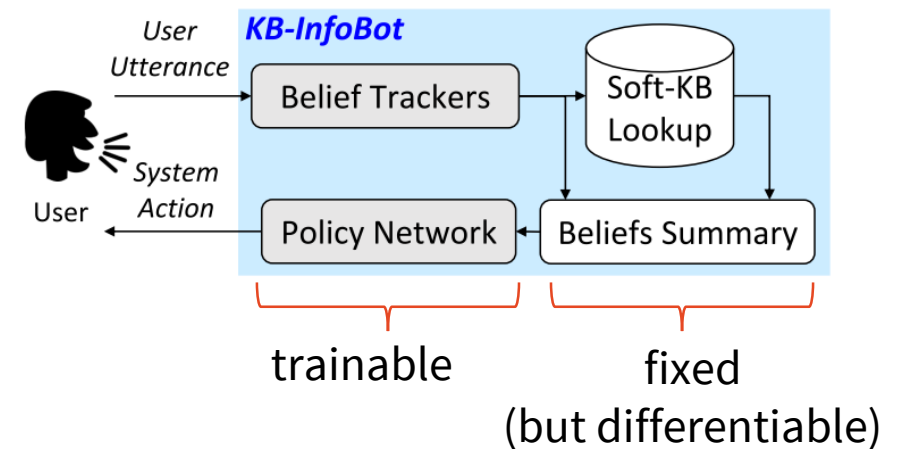 User
Utterance
KB-InfoBot
Belief Trackers
Soft-KB
Lookup
System
Action
User
Policy Network
Beliefs Summary
trainable
fixed
(but differentiable)